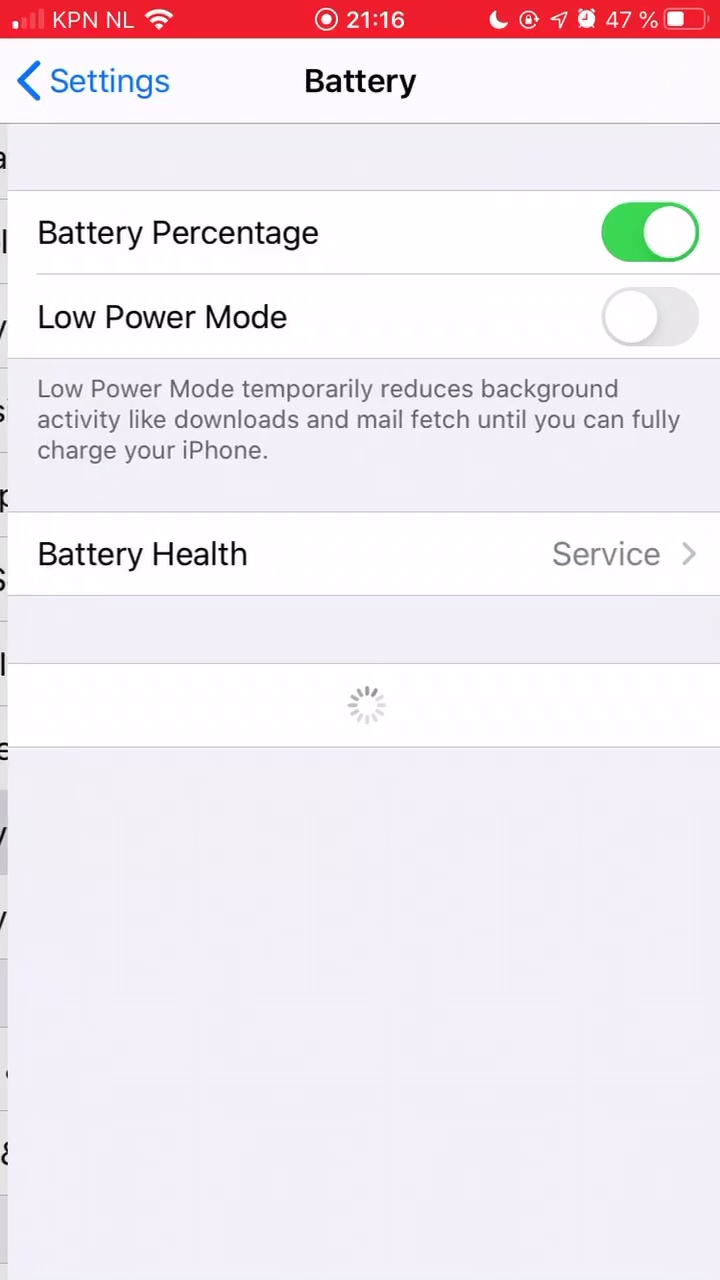 KPN NL 21:16 47 %
Settings Battery
Battery Percentage
Low Power Mode
Low Power Mode temporarily reduces background
activity like downloads and mail fetch until you can fully
charge your iPhone.
Battery Health Service